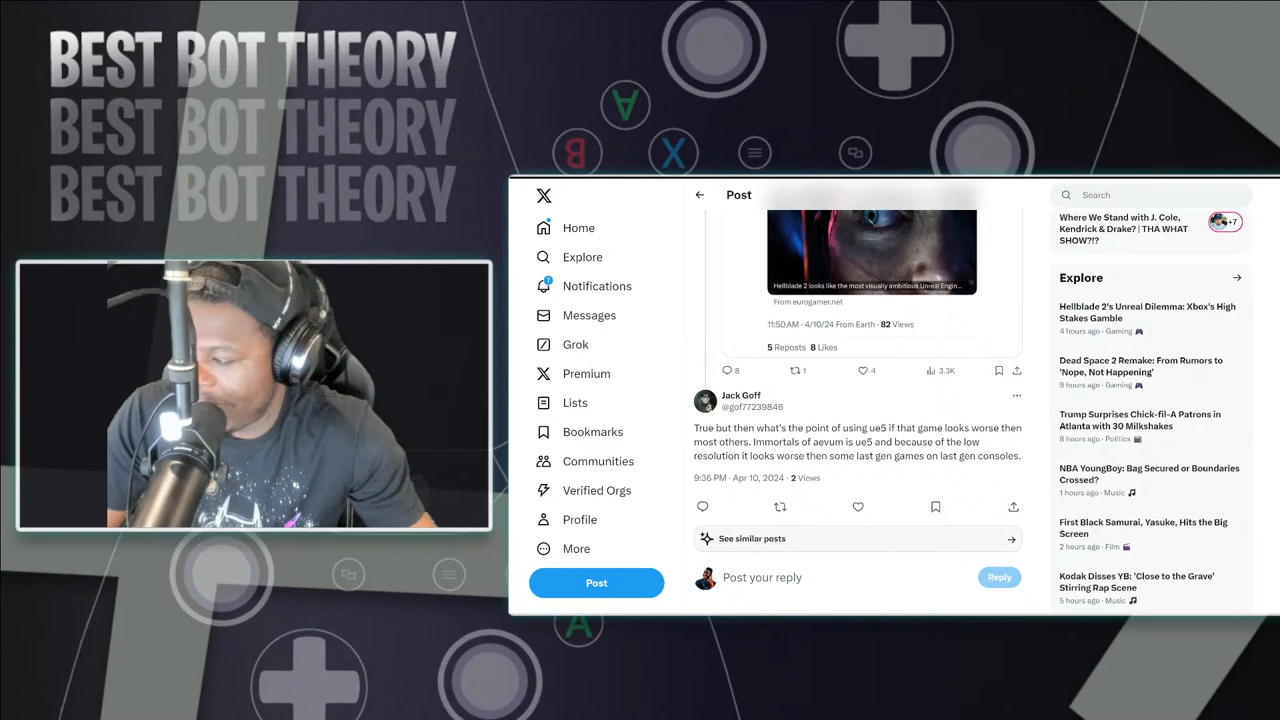 BEST BOT THEORY
BEST BOT THEORY
BEST BOT THEORY
A
B
X
A
Home
Explore
Notifications
7
Messages
Grok
Premium
Lists
Bookmarks
Communities
Verified Orgs
Profile
More
Post
Post
Hellblade 2 looks like the most visually ambitious Unreal Engin...
From eurogamer.net
11:50 AM · 4/10/24 From Earth · 82 Views
5 Reposts 8 Likes
8 1 4 3.3K
Jack Goff
@gof77239846
True but then what's the point of using ue5 if that game looks worse then
most others. Immortals of aevum is ue5 and because of the low
resolution it looks worse then some last gen games on last gen consoles.
9:36 PM · Apr 10, 2024 · 2 Views
See similar posts
Post your reply
Reply
Search
Where We Stand with J. Cole,
Kendrick & Drake? | THA WHAT
SHOW?!?
+7
Explore
Hellblade 2's Unreal Dilemma: Xbox's High
Stakes Gamble
4 hours ago · Gaming
Dead Space 2 Remake: From Rumors to
'Nope, Not Happening'
9 hours ago · Gaming
Trump Surprises Chick-fil-A Patrons in
Atlanta with 30 Milkshakes
8 hours ago · Politics
NBA YoungBoy: Bag Secured or Boundaries
Crossed?
1 hours ago · Music
First Black Samurai, Yasuke, Hits the Big
Screen
2 hours ago · Film
Kodak Disses YB: 'Close to the Grave'
Stirring Rap Scene
5 hours ago · Music